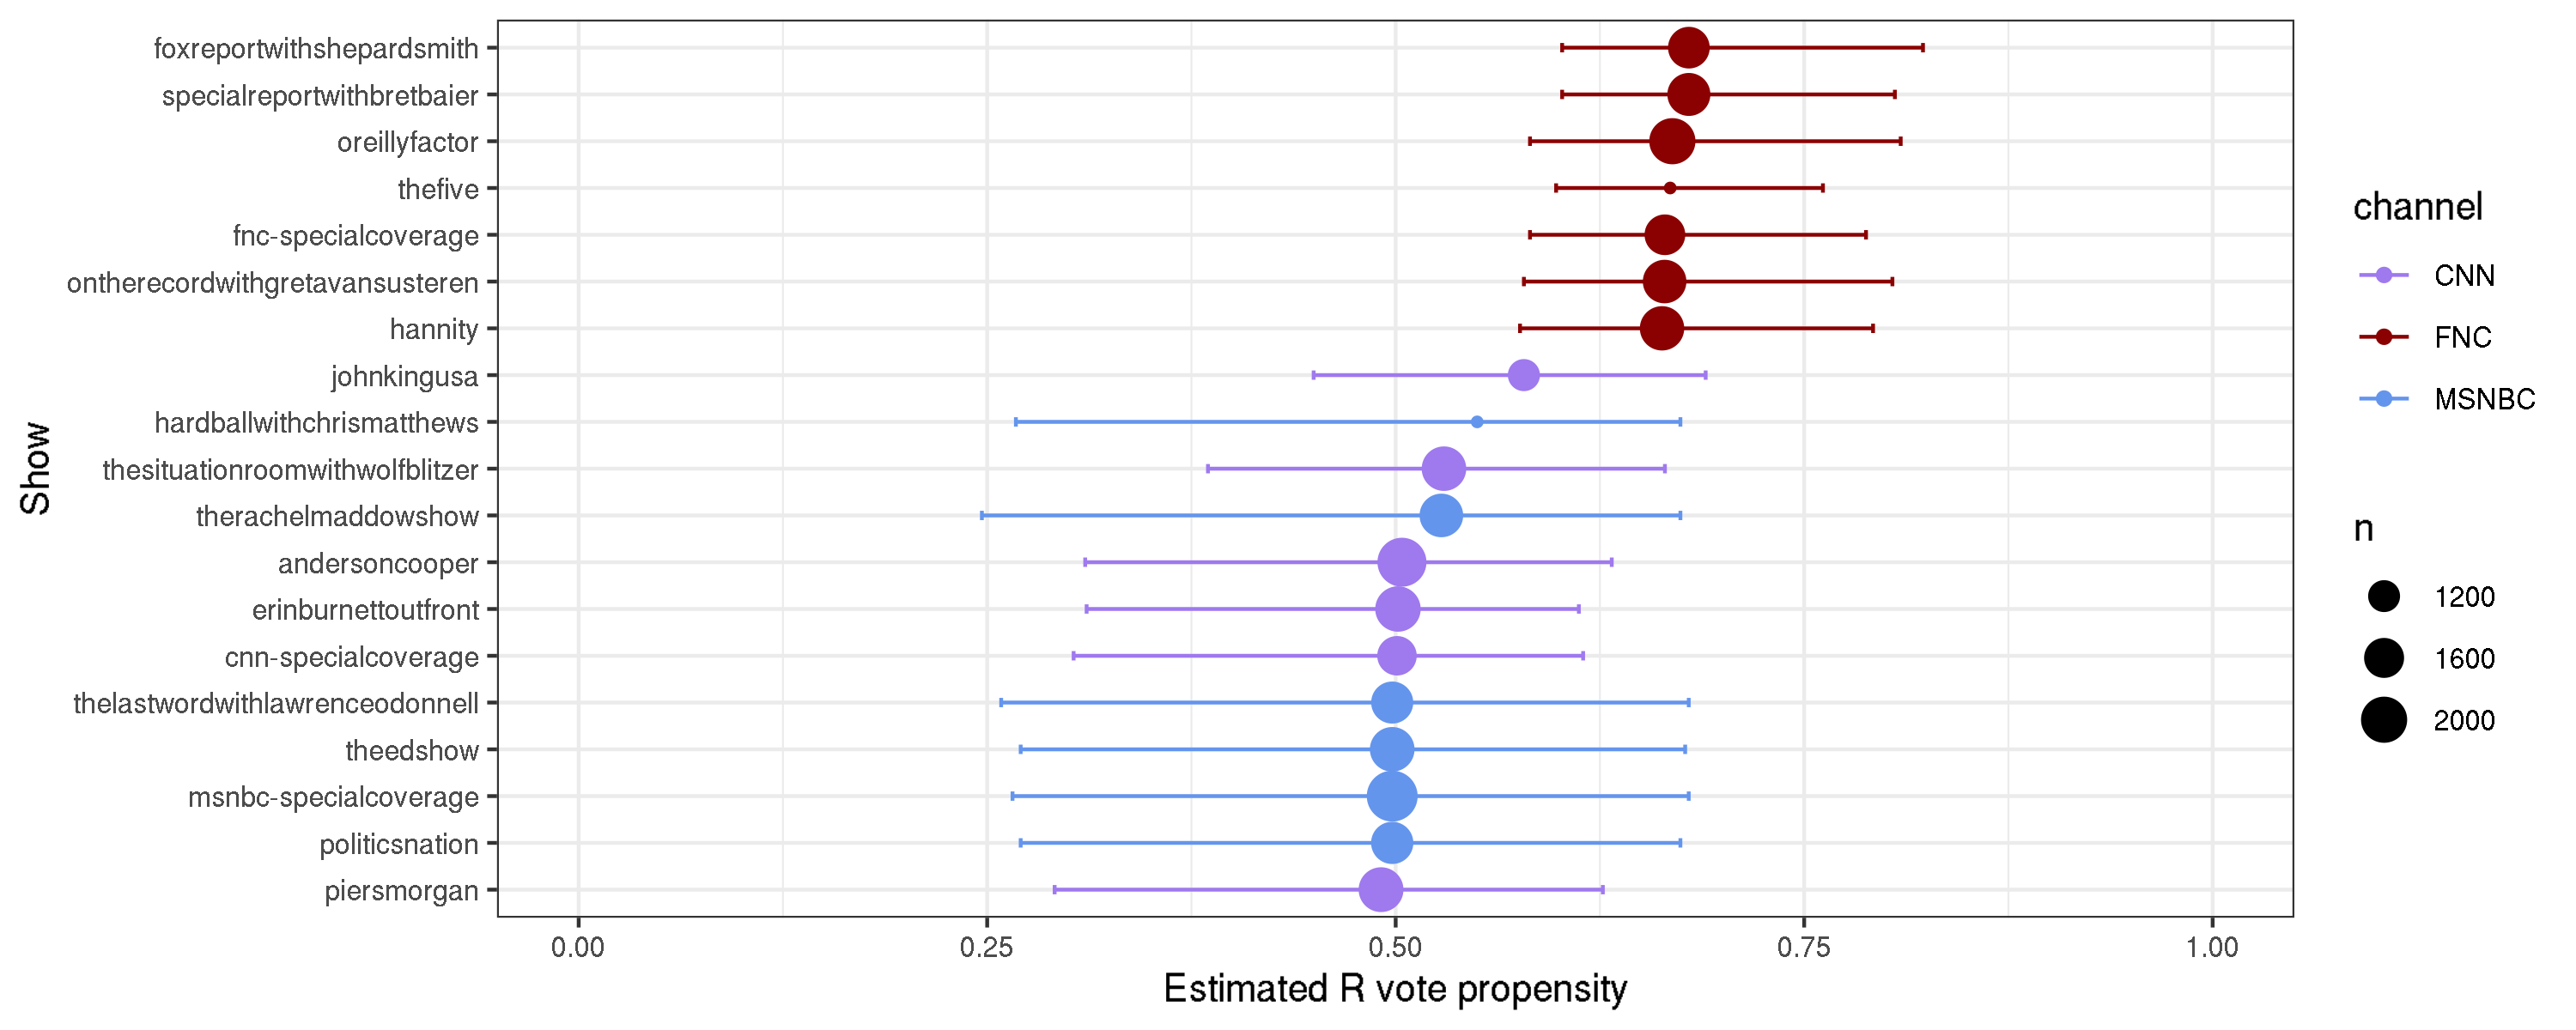 foxreportwithshepardsmith
specialreportwithbretbaier
oreillyfactor
thefive
fnc-specialcoverage
ontherecordwithgretavansusteren
hannity
johnkingusa
hardballwithchrismatthews
thesituationroomwithwolfblitzer
therachelmaddowshow
andersoncooper
erinburnettoutfront
cnn-specialcoverage
thelastwordwithlawrenceodonnell
theedshow
msnbc-specialcoverage
politicsnation
piersmorgan
Show
0.00 0.25 0.50 0.75 1.00
Estimated R vote propensity
channel
CNN
FNC
MSNBC
n
1200
1600
2000